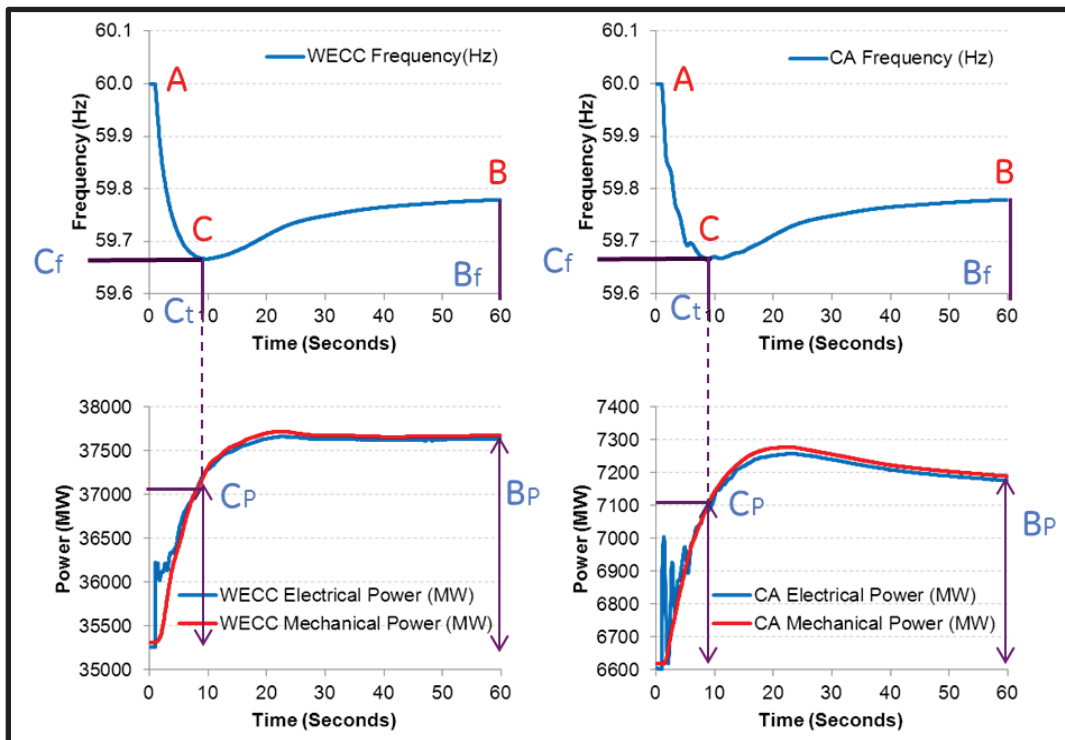 60.1
WECC Frequency(Hz)
A
60.0
59.9
59.8
B
C
59.7
Cf
Bf
59.6
Ct
0 10 20 30 40 50 60
Time (Seconds)
Frequency (Hz)
60.1
CA Frequency (Hz)
A
60.0
59.9
59.8
B
C
59.7
Cf
Bf
59.6
Ct
0 10 20 30 40 50 60
Time (Seconds)
Frequency (Hz)
38000
37500
37000
CP
BP
36500
36000
WECC Electrical Power (MW)
35500
WECC Mechanical Power (MW)
35000
0 10 20 30 40 50 60
Time (Seconds)
Power (MW)
7400
7300
7200
7100
CP
BP
7000
6900
6800
CA Electrical Power (MW)
6700
CA Mechanical Power (MW)
6600
0 10 20 30 40 50 60
Time (Seconds)
Power (MW)